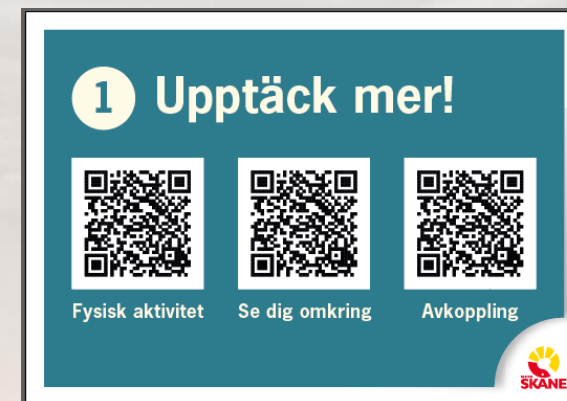 1 Upptäck mer!
Fysisk aktivitet
Se dig omkring
Avkoppling
SKÅNE